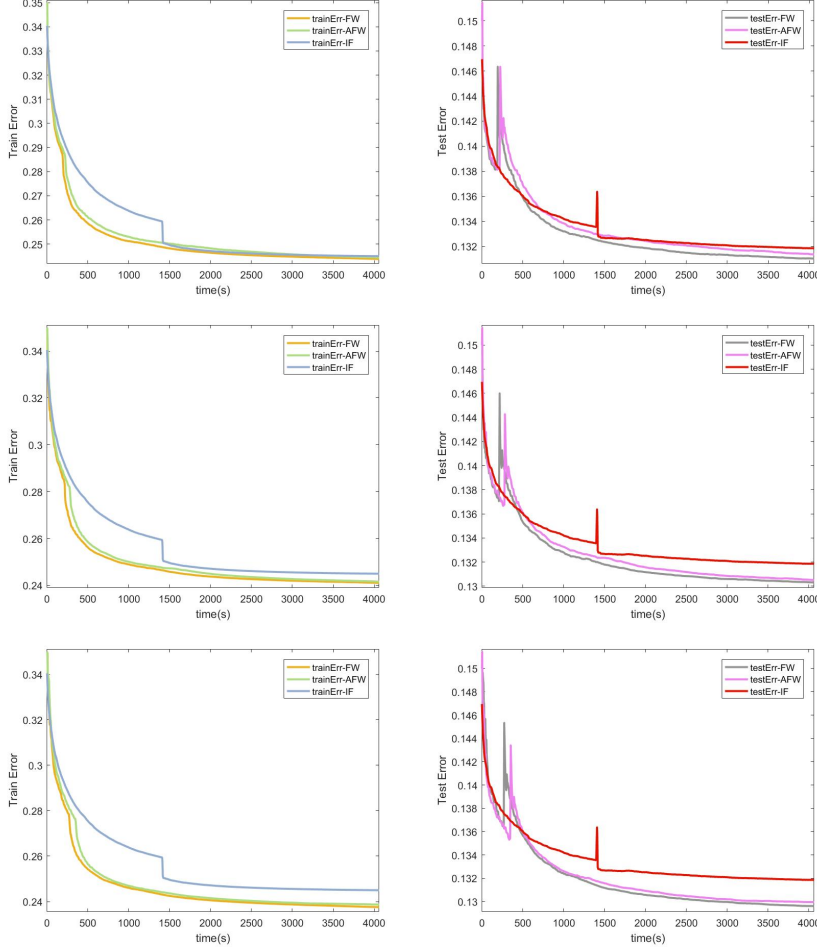 0.35
0.34
0.33
0.32
0.31
0.3
0.29
0.28
0.27
0.26
0.25
Train Error
trainErr-FW
trainErr-AFW
trainErr-IF
0 500 1000 1500 2000 2500 3000 3500 4000
time(s)
0.15
0.148
0.146
0.144
0.142
0.14
0.138
0.136
0.134
0.132
Test Error
testErr-FW
testErr-AFW
testErr-IF
0 500 1000 1500 2000 2500 3000 3500 4000
time(s)
0.34
0.32
0.3
0.28
0.26
0.24
Train Error
trainErr-FW
trainErr-AFW
trainErr-IF
0 500 1000 1500 2000 2500 3000 3500 4000
time(s)
0.15
0.148
0.146
0.144
0.142
0.14
0.138
0.136
0.134
0.132
0.13
Test Error
testErr-FW
testErr-AFW
testErr-IF
0 500 1000 1500 2000 2500 3000 3500 4000
time(s)
0.34
0.32
0.3
0.28
0.26
0.24
Train Error
trainErr-FW
trainErr-AFW
trainErr-IF
0 500 1000 1500 2000 2500 3000 3500 4000
time(s)
0.15
0.148
0.146
0.144
0.142
0.14
0.138
0.136
0.134
0.132
0.13
Test Error
testErr-FW
testErr-AFW
testErr-IF
0 500 1000 1500 2000 2500 3000 3500 4000
time(s)